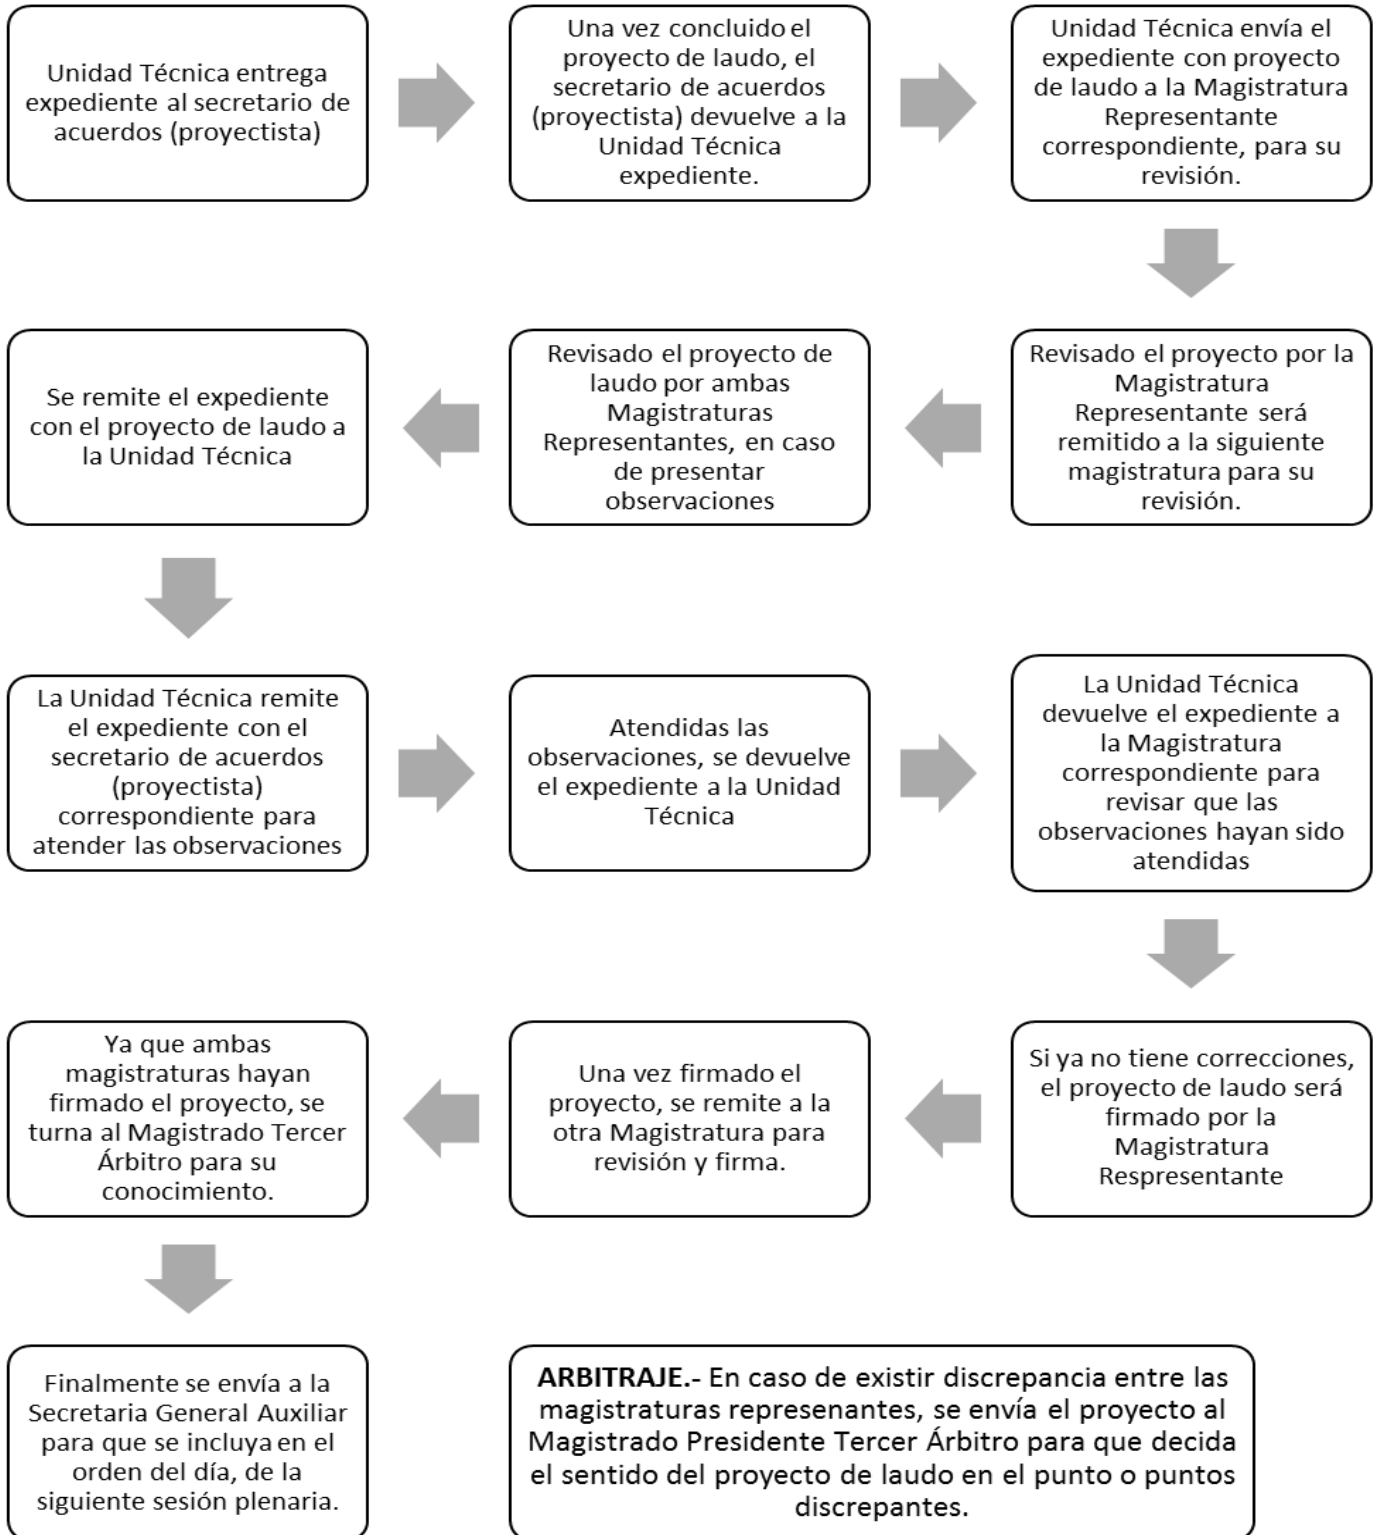 Unidad Técnica entrega
expediente al secretario de
acuerdos (proyectista)
Una vez concluido el
proyecto de laudo, el
secretario de acuerdos
(proyectista) devuelve a la
Unidad Técnica
expediente.
Unidad Técnica envía el
expediente con proyecto
de laudo a la Magistratura
Representante
correspondiente, para su
revisión.
Revisado el proyecto por la
Magistratura
Representante será
remitido a la siguiente
magistratura para su
revisión.
Revisado el proyecto de
laudo por ambas
Magistraturas
Representantes, en caso
de presentar
observaciones
Se remite el expediente
con el proyecto de laudo a
la Unidad Técnica
La Unidad Técnica remite
el expediente con el
secretario de acuerdos
(proyectista)
correspondiente para
atender las observaciones
Atendidas las
observaciones, se devuelve
el expediente a la Unidad
Técnica
La Unidad Técnica
devuelve el expediente a
la Magistratura
correspondiente para
revisar que las
observaciones hayan sido
atendidas
Si ya no tiene correcciones,
el proyecto de laudo será
firmado por la
Magistratura
Respresentante
Una vez firmado el
proyecto, se remite a la
otra Magistratura para
revisión y firma.
Ya que ambas
magistraturas hayan
firmado el proyecto, se
turna al Magistrado Tercer
Árbitro para su
conocimiento.
Finalmente se envía a la
Secretaria General Auxiliar
para que se incluya en el
orden del día, de la
siguiente sesión plenaria.
ARBITRAJE.- En caso de existir discrepancia entre las
magistraturas represenantes, se envía el proyecto al
Magistrado Presidente Tercer Árbitro para que decida
el sentido del proyecto de laudo en el punto o puntos
discrepantes.